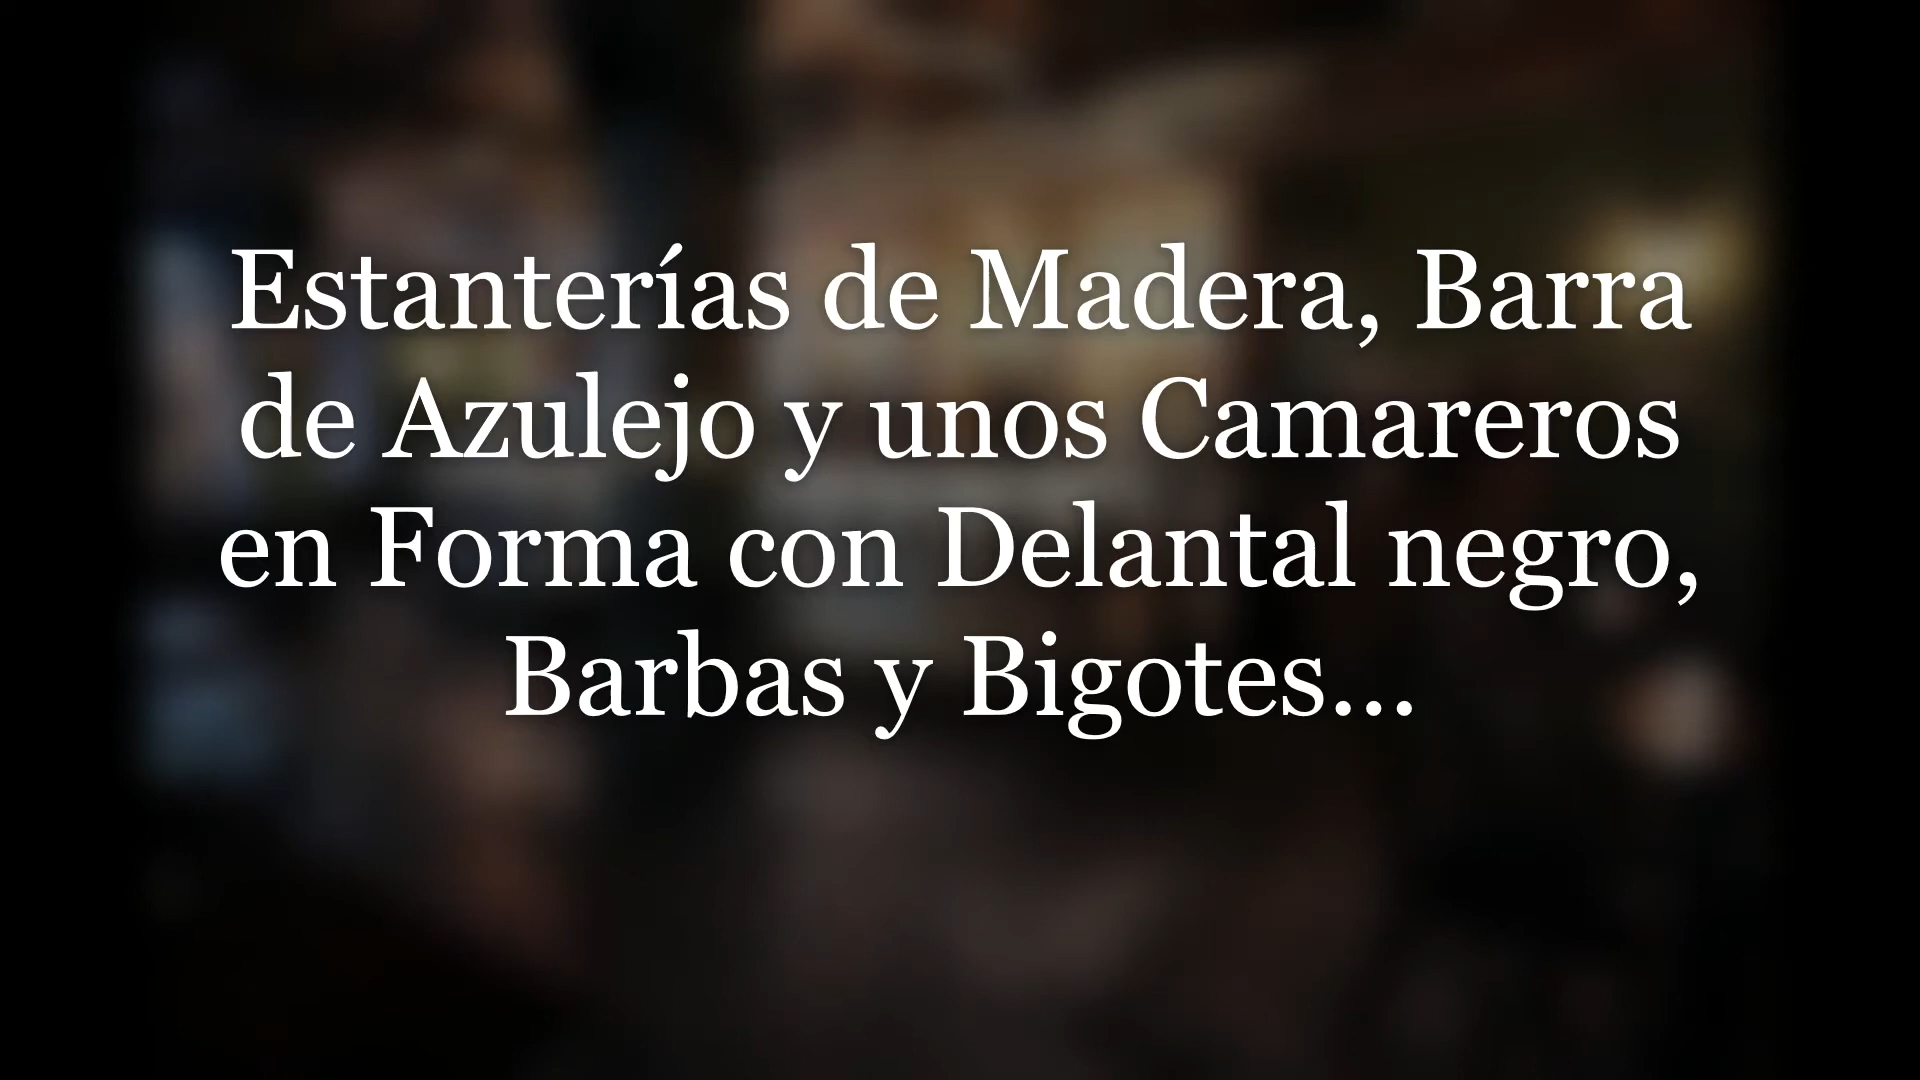 Estanterías de Madera, Barra
de Azulejo y unos Camareros
en Forma con Delantal negro,
Barbas y Bigotes...